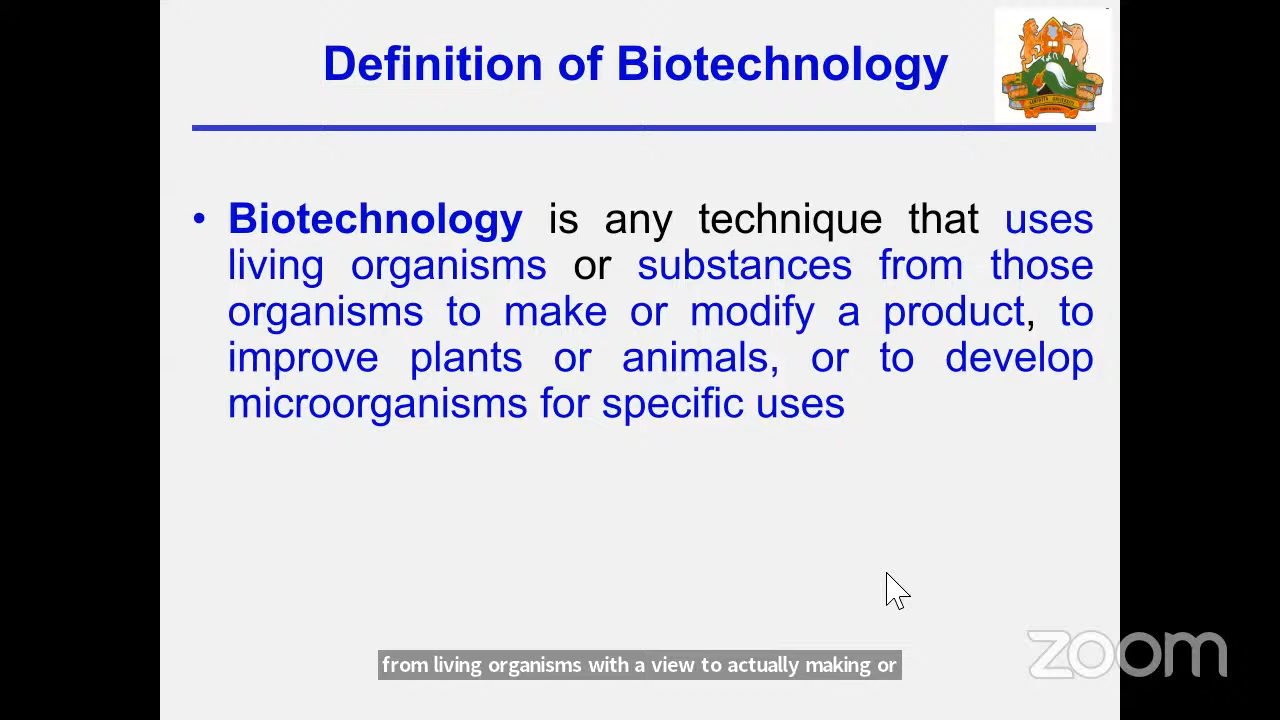 Definition of Biotechnology
• Biotechnology is any technique that uses
living organisms or substances from those
organisms to make or modify a product, to
improve plants or animals, or to develop
microorganisms for specific uses
from living organisms with a view to actually making or
zoom